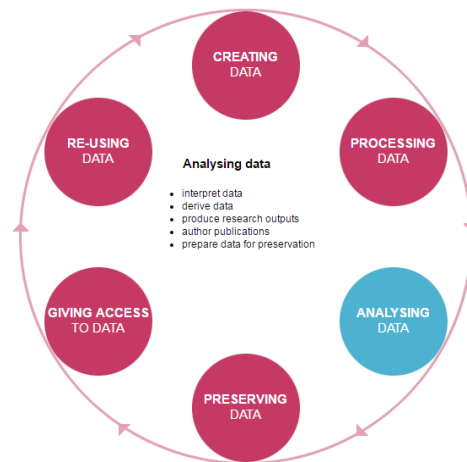 CREATING
DATA
PROCESSING
DATA
ANALYSING
DATA
PRESERVING
DATA
GIVING ACCESS
TO DATA
RE-USING
DATA
Analysing data
• interpret data
• derive data
• produce research outputs
• author publications
• prepare data for preservation